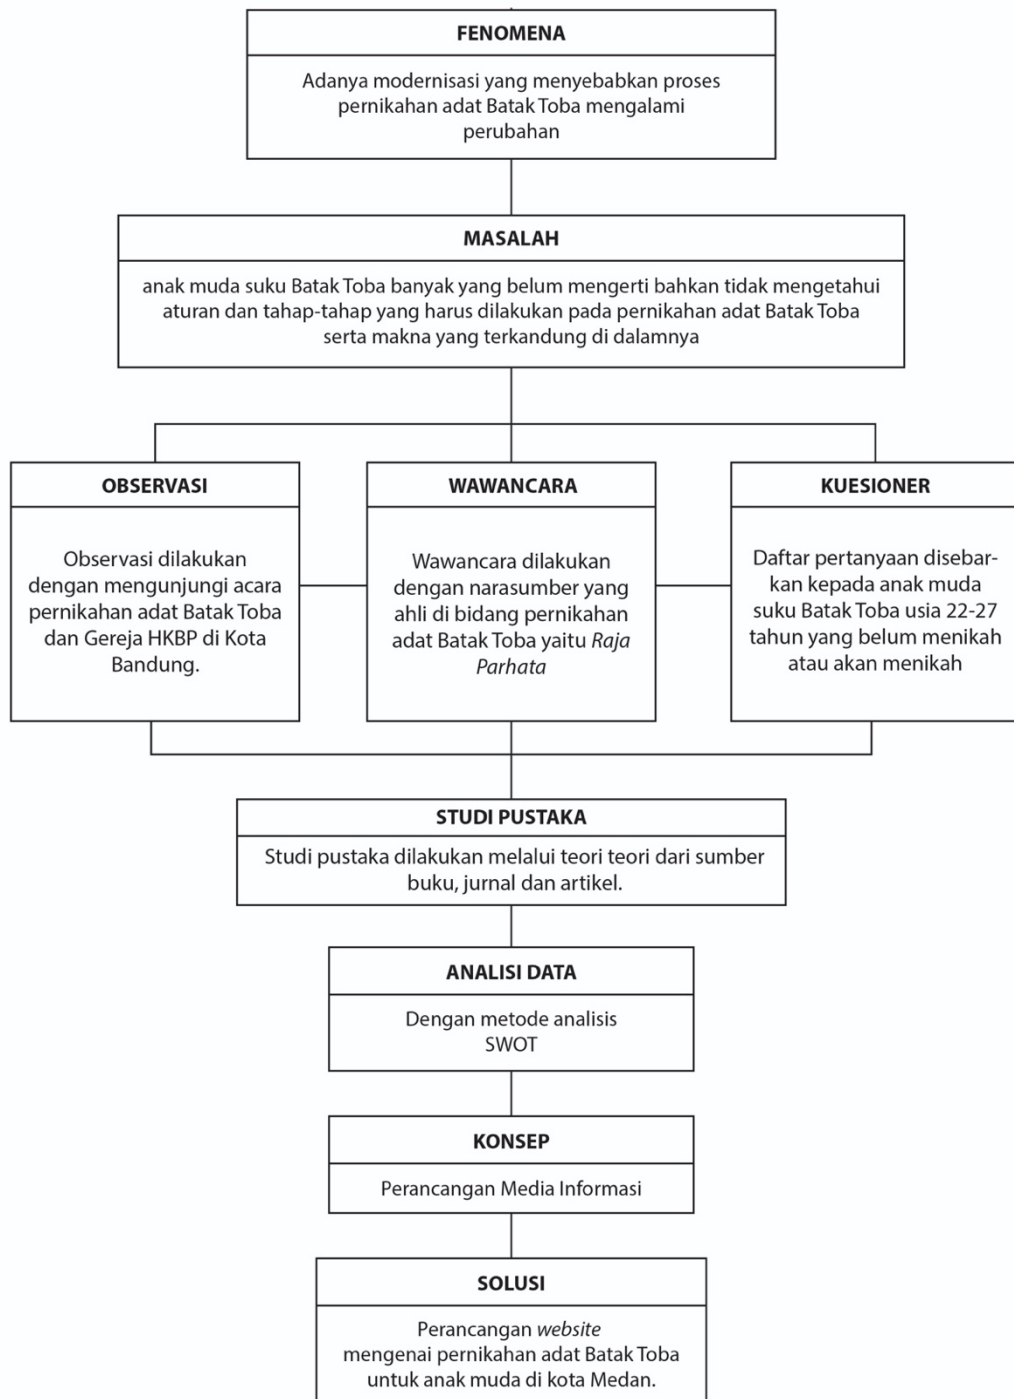 FENOMENA
Adanya modernisasi yang menyebabkan proses
pernikahan adat Batak Toba mengalami
perubahan
MASALAH
anak muda suku Batak Toba banyak yang belum mengerti bahkan tidak mengetahui
aturan dan tahap-tahap yang harus dilakukan pada pernikahan adat Batak Toba
serta makna yang terkandung di dalamnya
OBSERVASI
Observasi dilakukan
dengan mengunjungi acara
pernikahan adat Batak Toba
dan Gereja HKBP di Kota
Bandung.
WAWANCARA
Wawancara dilakukan
dengan narasumber yang
ahli di bidang pernikahan
adat Batak Toba yaitu Raja
Parhata
KUESIONER
Daftar pertanyaan disebar-
kan kepada anak muda
suku Batak Toba usia 22-27
tahun yang belum menikah
atau akan menikah
STUDI PUSTAKA
Studi pustaka dilakukan melalui teori teori dari sumber
buku, jurnal dan artikel.
ANALISI DATA
Dengan metode analisis
SWOT
KONSEP
Perancangan Media Informasi
SOLUSI
Perancangan website
mengenai pernikahan adat Batak Toba
untuk anak muda di kota Medan.